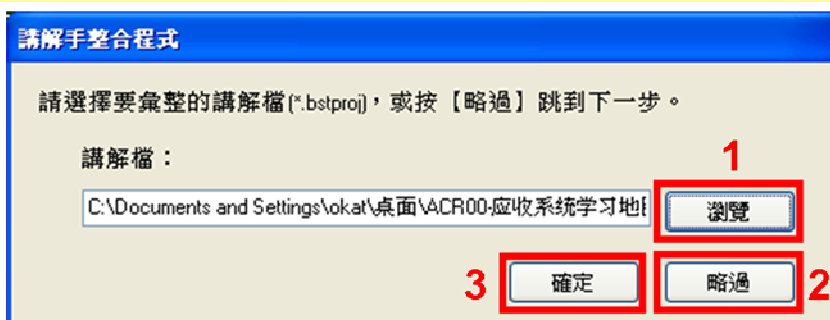 講解手整合程式
請選擇要彙整的講解檔(*.bstproj)，或按【略過】跳到下一步。
講解檔：
1
C:\Documents and Settings\okat\桌面\ACR00-应收系统学习地
瀏覽
3
確定
略過
2